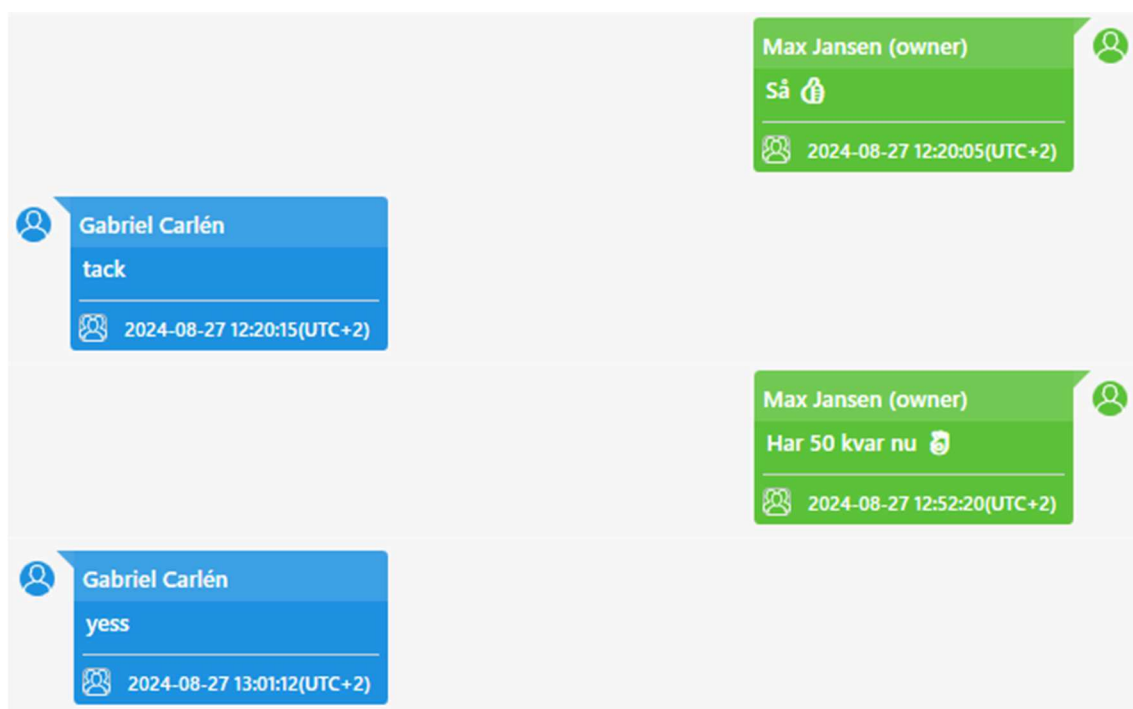 Max Jansen (owner)
Så 👍
2024-08-27 12:20:05(UTC+2)
Gabriel Carlén
tack
2024-08-27 12:20:15(UTC+2)
Max Jansen (owner)
Har 50 kvar nu
2024-08-27 12:52:20(UTC+2)
Gabriel Carlén
yess
2024-08-27 13:01:12(UTC+2)